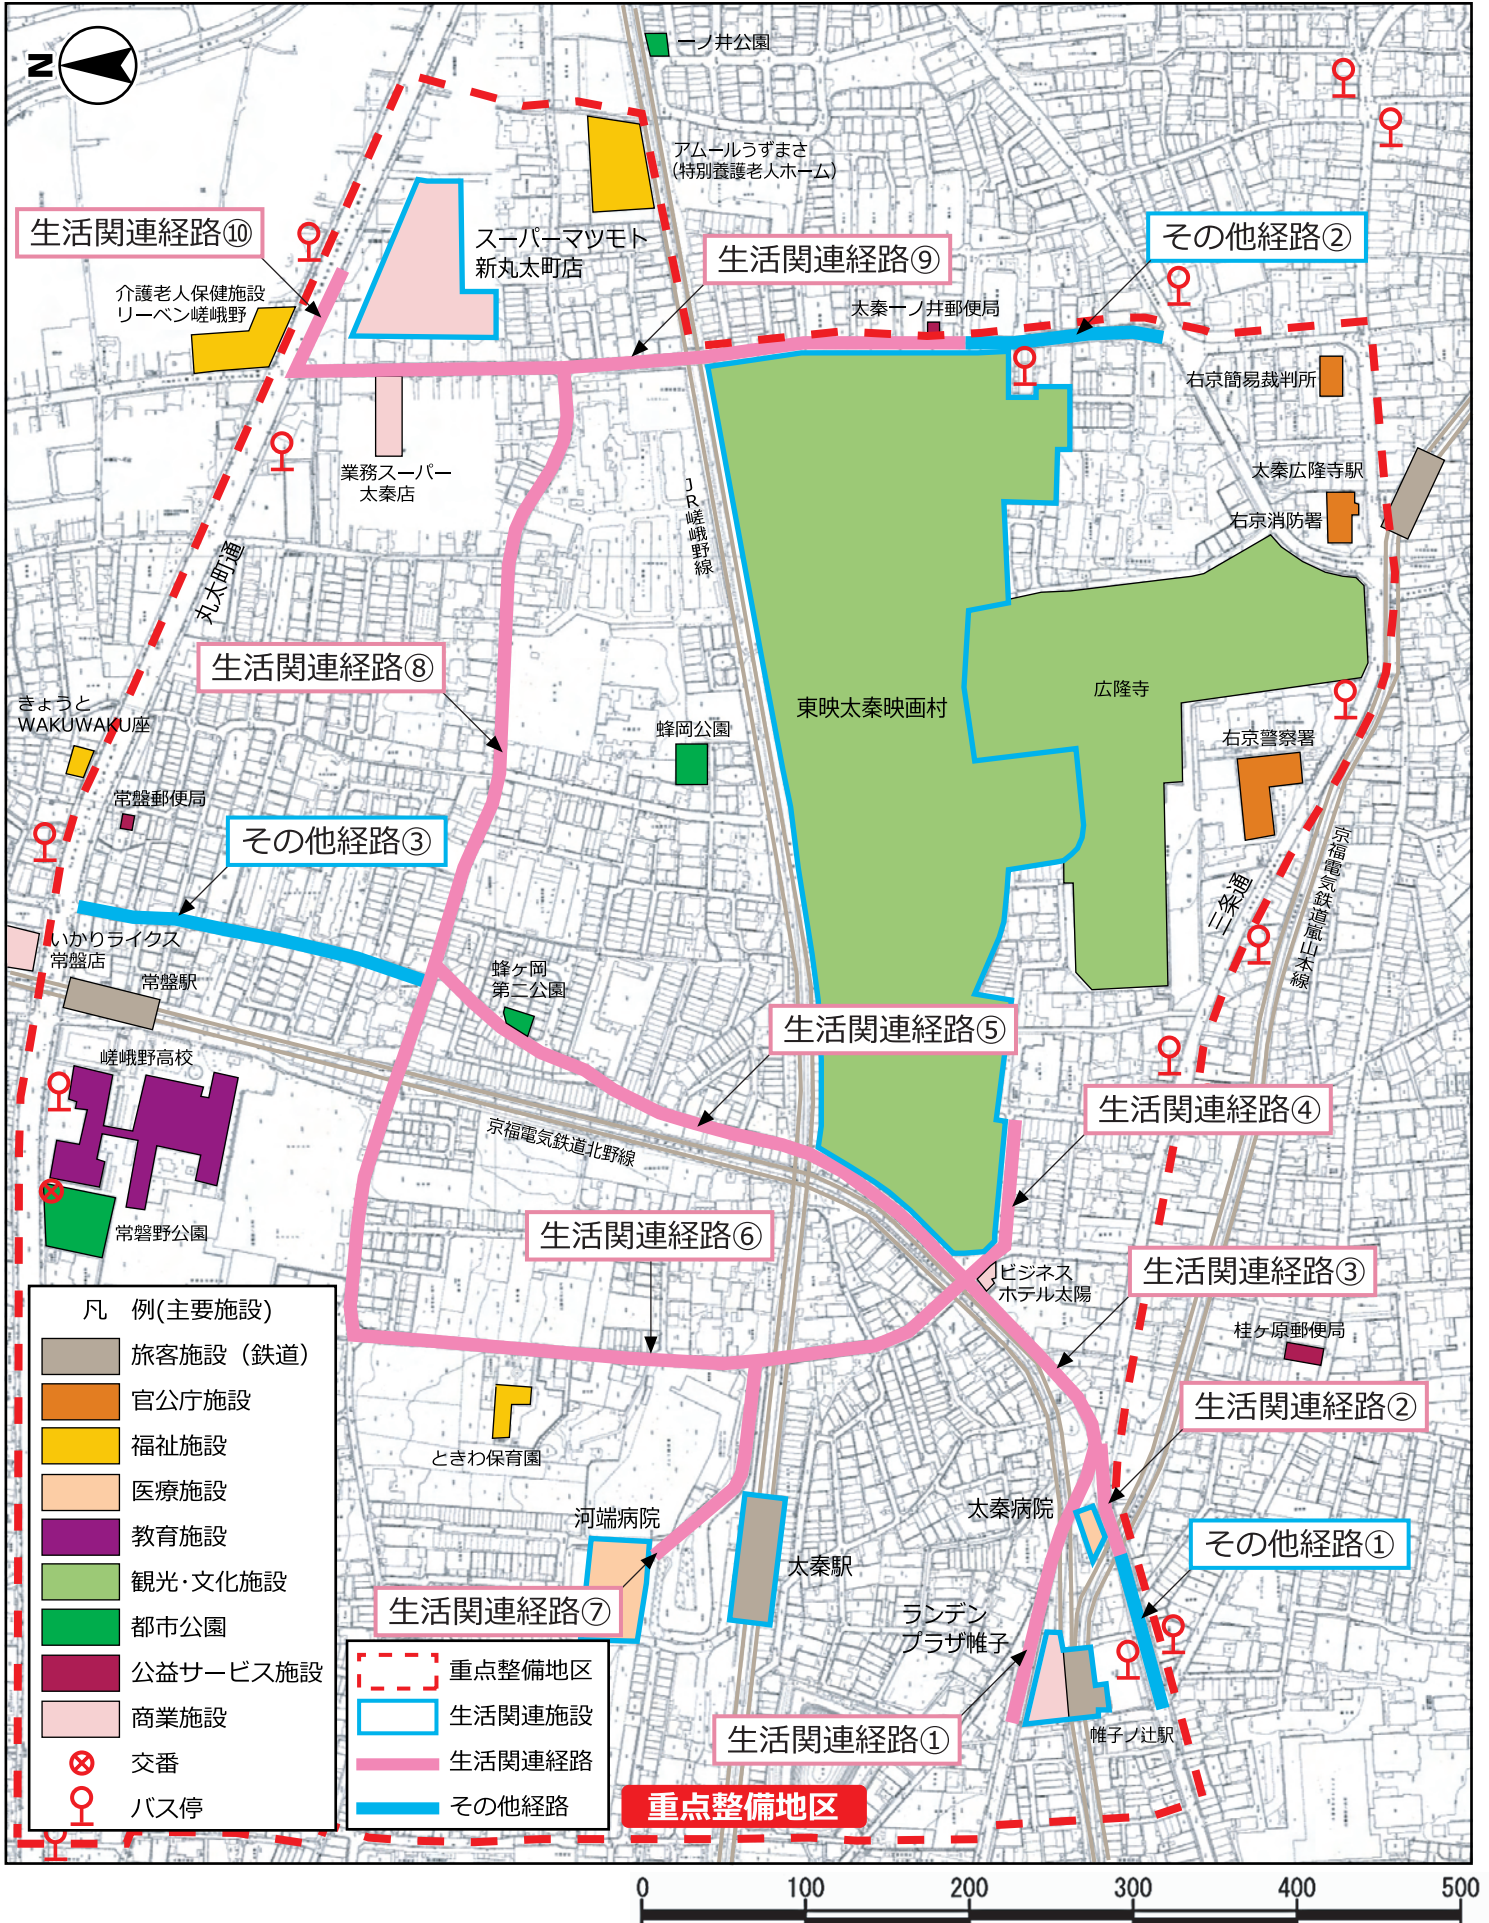 N
一ノ井公園
アムールうずまさ
(特別養護老人ホーム)
生活関連経路⑩
スーパーマツモト
新丸太町店
生活関連経路⑨
その他経路②
介護老人保健施設
リーベン嵯峨野
太秦一ノ井郵便局
右京簡易裁判所
業務スーパー
太秦店
太秦広隆寺駅
JR嵯峨野線
右京消防署
丸太町通
生活関連経路⑧
きょうと
WAKUWAKU座
東映太秦映画村
広隆寺
蜂岡公園
右京警察署
常盤郵便局
その他経路③
京福電気鉄道嵐山本線
三条通
いかりライクス
常盤店
常盤駅
蜂ヶ岡
第二公園
生活関連経路⑤
嵯峨野高校
生活関連経路④
京福電気鉄道北野線
常磐野公園
生活関連経路⑥
生活関連経路③
ビジネス
ホテル太陽
桂ヶ原郵便局
生活関連経路②
ときわ保育園
河端病院
太秦病院
その他経路①
太秦駅
生活関連経路⑦
ランデン
プラザ帷子
生活関連経路①
帷子ノ辻駅
凡 例(主要施設)
旅客施設（鉄道）
官公庁施設
福祉施設
医療施設
教育施設
観光･文化施設
都市公園
公益サービス施設
商業施設
交番
バス停
重点整備地区
生活関連施設
生活関連経路
その他経路
重点整備地区
0 100 200 300 400 500